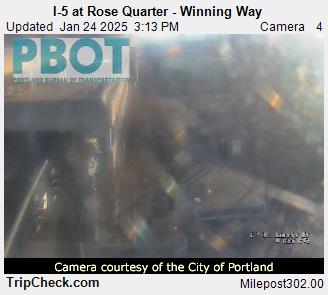 I-5 at Rose Quarter - Winning Way
Updated Jan 24 2025 3:13 PM Camera 4
PBOT
PORTLAND BUREAU OF TRANSPORTATION
Camera courtesy of the City of Portland
TripCheck.com Milepost302.00